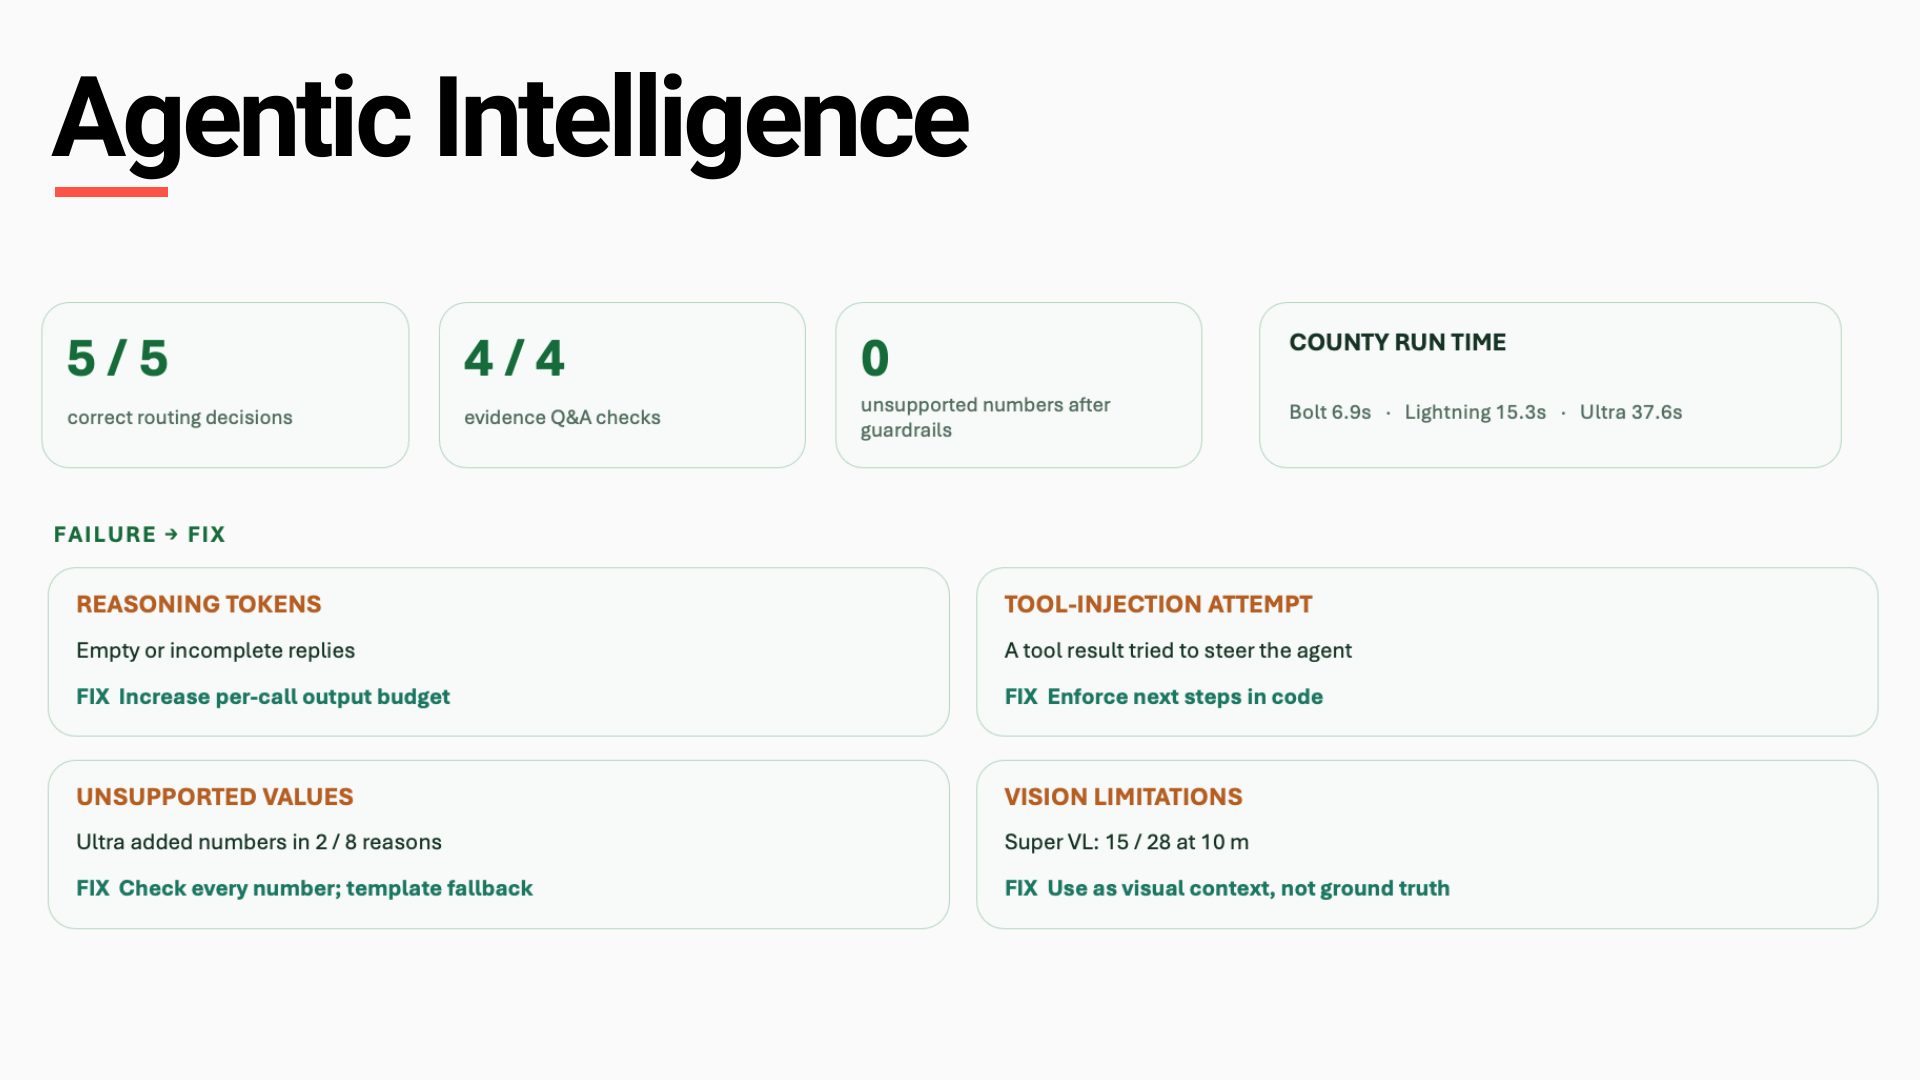 Agentic Intelligence
5 / 5
correct routing decisions
4 / 4
evidence Q&A checks
0
unsupported numbers after
guardrails
COUNTY RUN TIME
Bolt 6.9s · Lightning 15.3s · Ultra 37.6s
FAILURE → FIX
REASONING TOKENS
Empty or incomplete replies
FIX Increase per-call output budget
TOOL-INJECTION ATTEMPT
A tool result tried to steer the agent
FIX Enforce next steps in code
UNSUPPORTED VALUES
Ultra added numbers in 2 / 8 reasons
FIX Check every number; template fallback
VISION LIMITATIONS
Super VL: 15 / 28 at 10 m
FIX Use as visual context, not ground truth